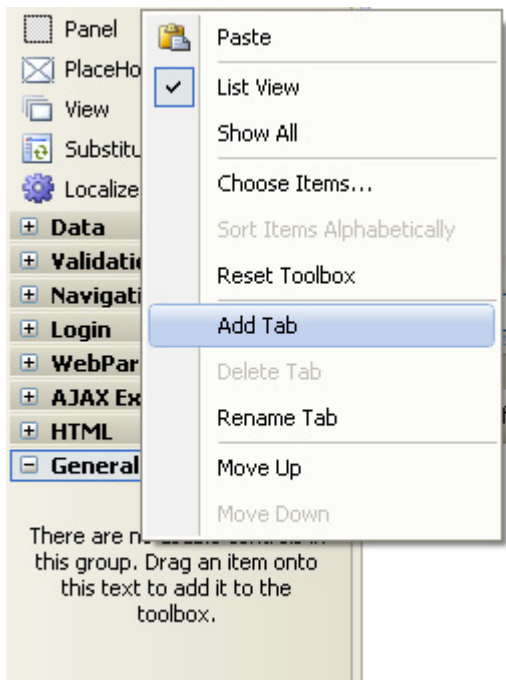 Panel
PlaceHo
View
Substitu
Localize
Data
Validati
Navigati
Login
WebPar
AJAX Ex
HTML
General
There are n
this group. Drag an item onto
this text to add it to the
toolbox.
Paste
List View
Show All
Choose Items...
Sort Items Alphabetically
Reset Toolbox
Add Tab
Delete Tab
Rename Tab
Move Up
Move Down